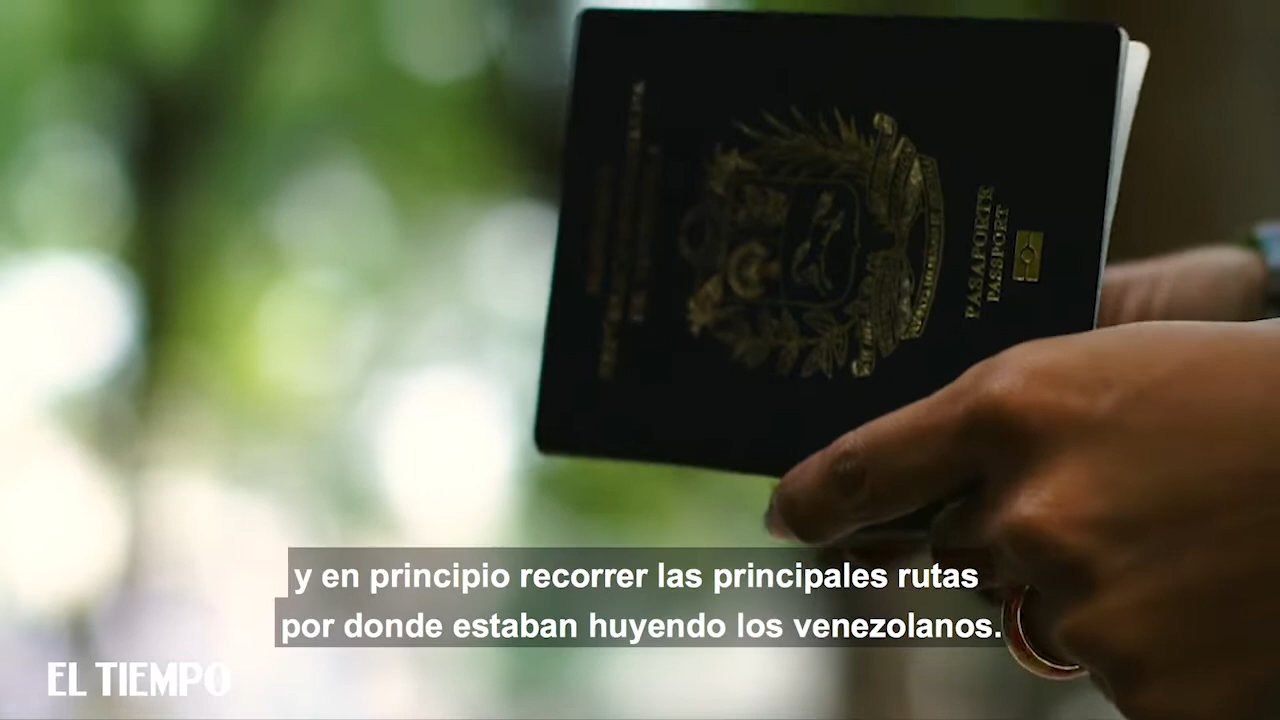 PASAPORTE
PASSPORT
y en principio recorrer las principales rutas
por donde estaban huyendo los venezolanos.
EL TIEMPO